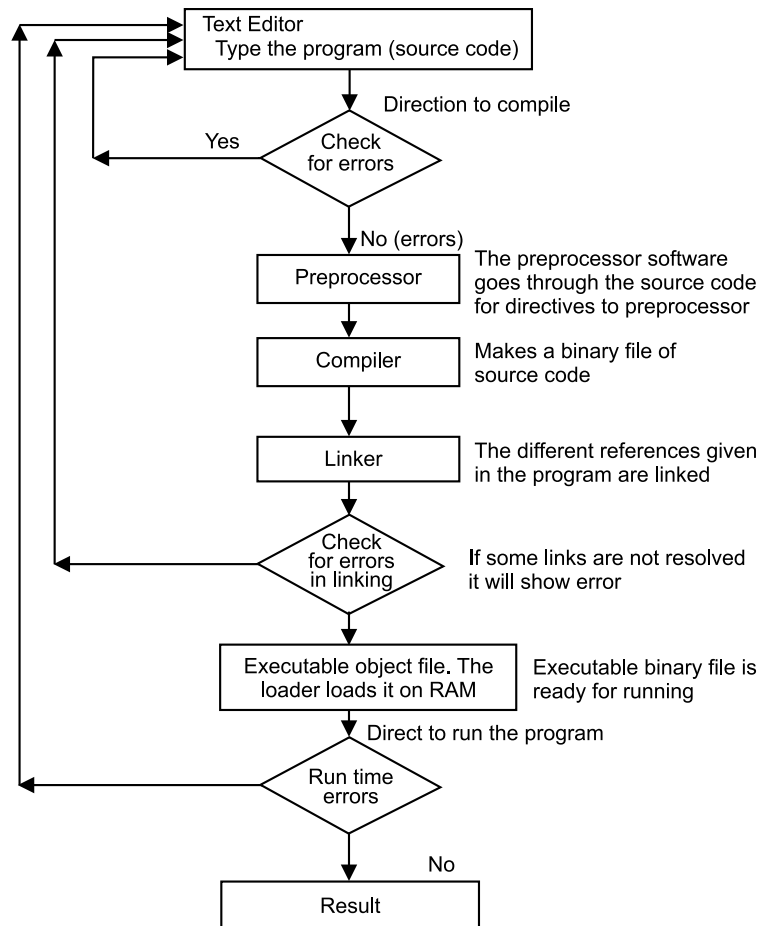 Text Editor
Type the program (source code)
Direction to compile
Yes
Check
for errors
No (errors)
Preprocessor
The preprocessor software
goes through the source code
for directives to preprocessor
Compiler
Makes a binary file of
source code
Linker
The different references given
in the program are linked
Check
for errors
in linking
If some links are not resolved
it will show error
Executable object file. The
loader loads it on RAM
Executable binary file is
ready for running
Direct to run the program
Run time
errors
No
Result